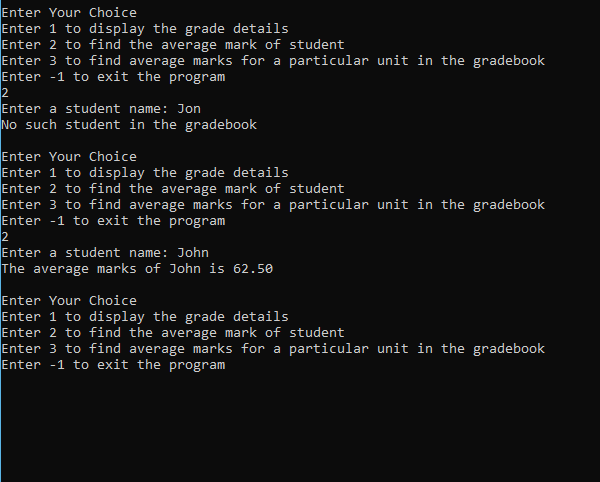 Enter Your Choice
Enter 1 to display the grade details
Enter 2 to find the average mark of student
Enter 3 to find average marks for a particular unit in the gradebook
Enter -1 to exit the program
2
Enter a student name: Jon
No such student in the gradebook

Enter Your Choice
Enter 1 to display the grade details
Enter 2 to find the average mark of student
Enter 3 to find average marks for a particular unit in the gradebook
Enter -1 to exit the program
2
Enter a student name: John
The average marks of John is 62.50

Enter Your Choice
Enter 1 to display the grade details
Enter 2 to find the average mark of student
Enter 3 to find average marks for a particular unit in the gradebook
Enter -1 to exit the program